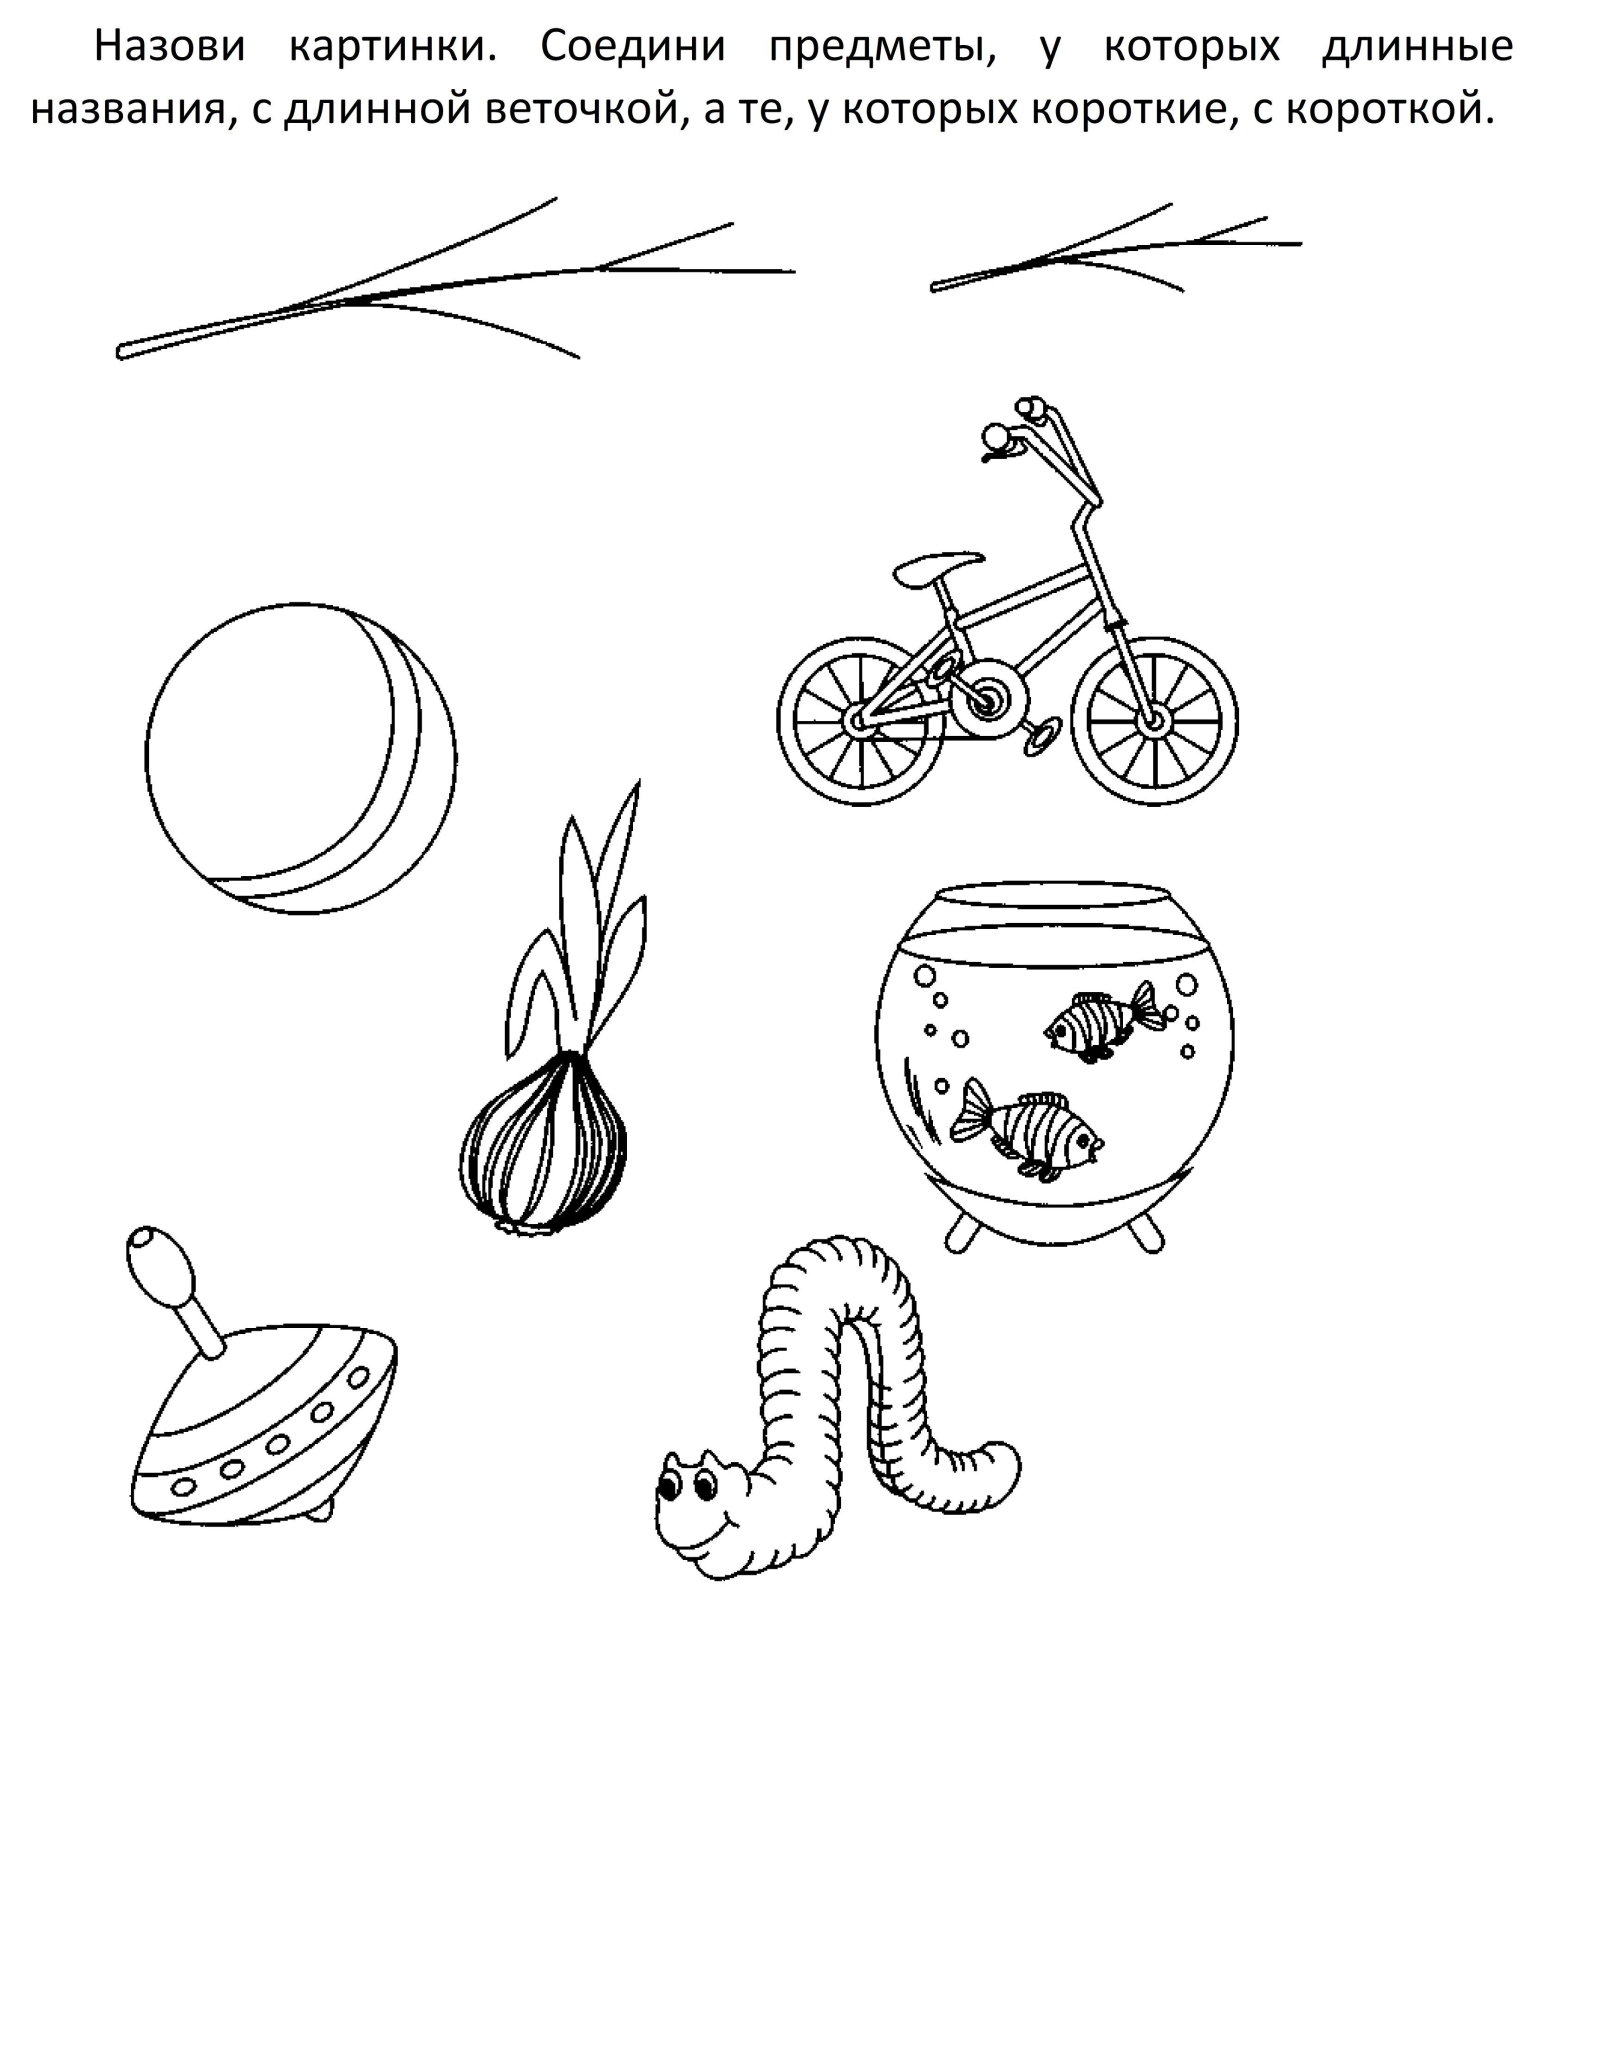 Назови картинки. Соедини предметы, у которых длинные
названия, с длинной веточкой, а те, у которых короткие, с короткой.